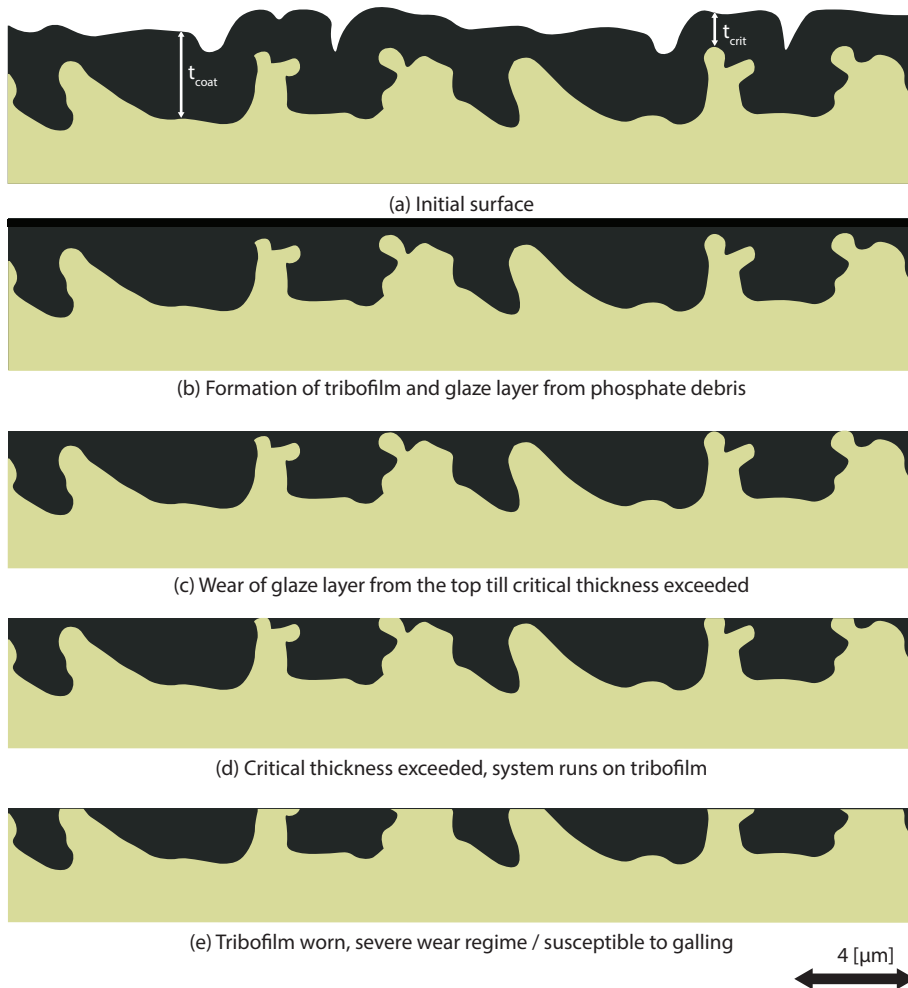 t_coat
t_crit
(a) Initial surface
(b) Formation of tribofilm and glaze layer from phosphate debris
(c) Wear of glaze layer from the top till critical thickness exceeded
(d) Critical thickness exceeded, system runs on tribofilm
(e) Tribofilm worn, severe wear regime / susceptible to galling
4 [μm]